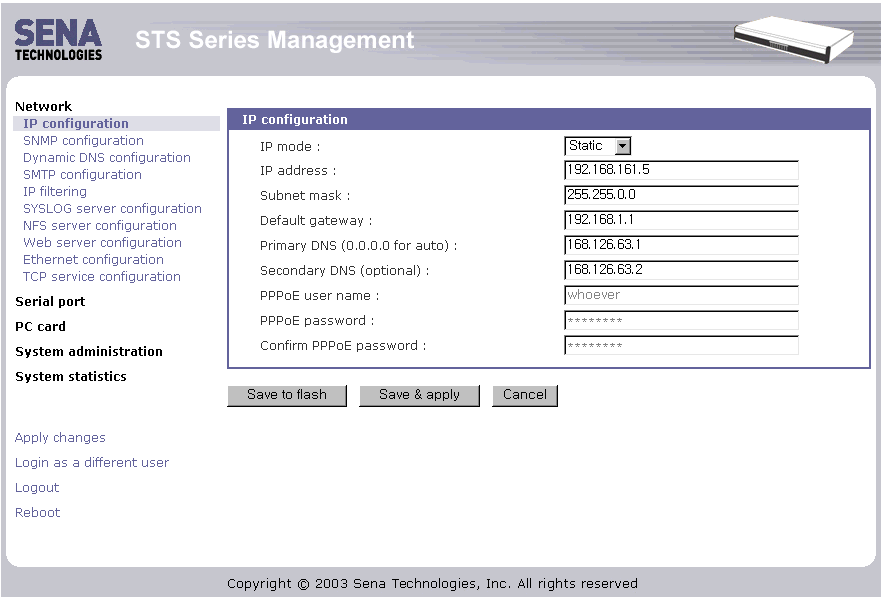 SENA
TECHNOLOGIES
STS Series Management
Network
IP configuration
SNMP configuration
Dynamic DNS configuration
SMTP configuration
IP filtering
SYSLOG server configuration
NFS server configuration
Web server configuration
Ethernet configuration
TCP service configuration
Serial port
PC card
System administration
System statistics
Apply changes
Login as a different user
Logout
Reboot
IP configuration
IP mode : Static
IP address : 192.168.161.5
Subnet mask : 255.255.0.0
Default gateway : 192.168.1.1
Primary DNS (0.0.0.0 for auto) : 168.126.63.1
Secondary DNS (optional) : 168.126.63.2
PPPoE user name : whoever
PPPoE password : ********
Confirm PPPoE password : ********
Save to flash Save & apply Cancel
Copyright © 2003 Sena Technologies, Inc. All rights reserved